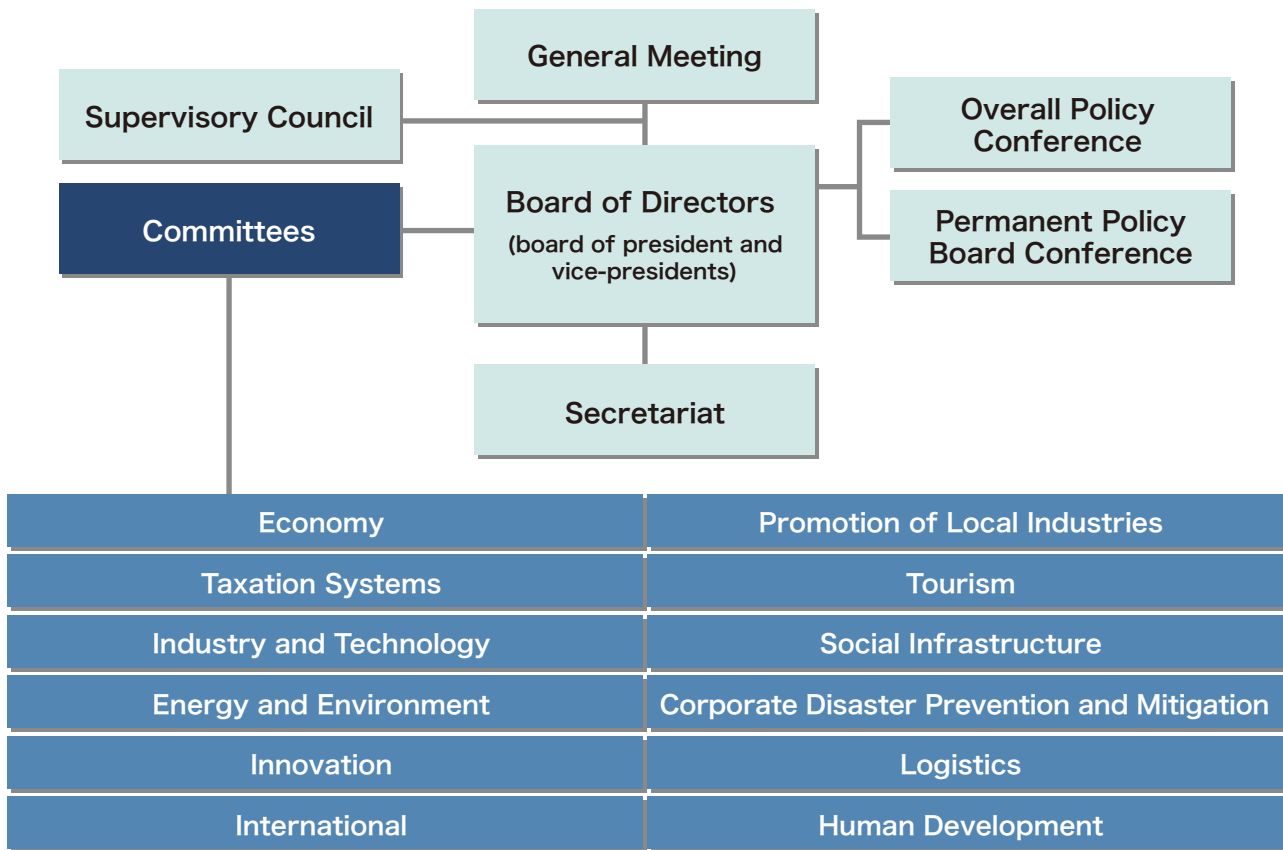 General Meeting
Supervisory Council
Overall Policy
Conference
Board of Directors
(board of president and
vice-presidents)
Committees
Permanent Policy
Board Conference
Secretariat
Economy
Promotion of Local Industries
Taxation Systems
Tourism
Industry and Technology
Social Infrastructure
Energy and Environment
Corporate Disaster Prevention and Mitigation
Innovation
Logistics
International
Human Development